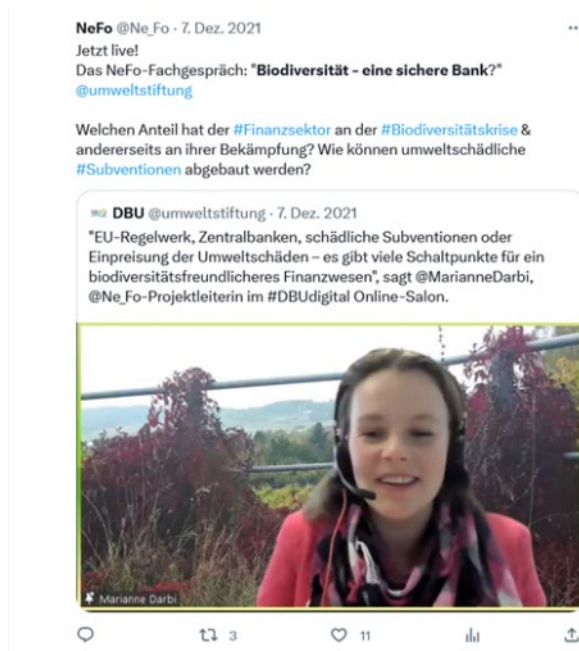 NeFo @Ne_Fo · 7. Dez. 2021
Jetzt live!
Das NeFo-Fachgespräch: "Biodiversität - eine sichere Bank?"
@umweltstiftung
Welchen Anteil hat der #Finanzsektor an der #Biodiversitätskrise &
andererseits an ihrer Bekämpfung? Wie können umweltschädliche
#Subventionen abgebaut werden?
DBU @umweltstiftung · 7. Dez. 2021
"EU-Regelwerk, Zentralbanken, schädliche Subventionen oder
Einpreisung der Umweltschäden – es gibt viele Schaltpunkte für ein
biodiversitätsfreundlicheres Finanzwesen", sagt @MarianneDarbi,
@Ne_Fo-Projektleiterin im #DBUdigital Online-Salon.
Marianne Darbi
3 11